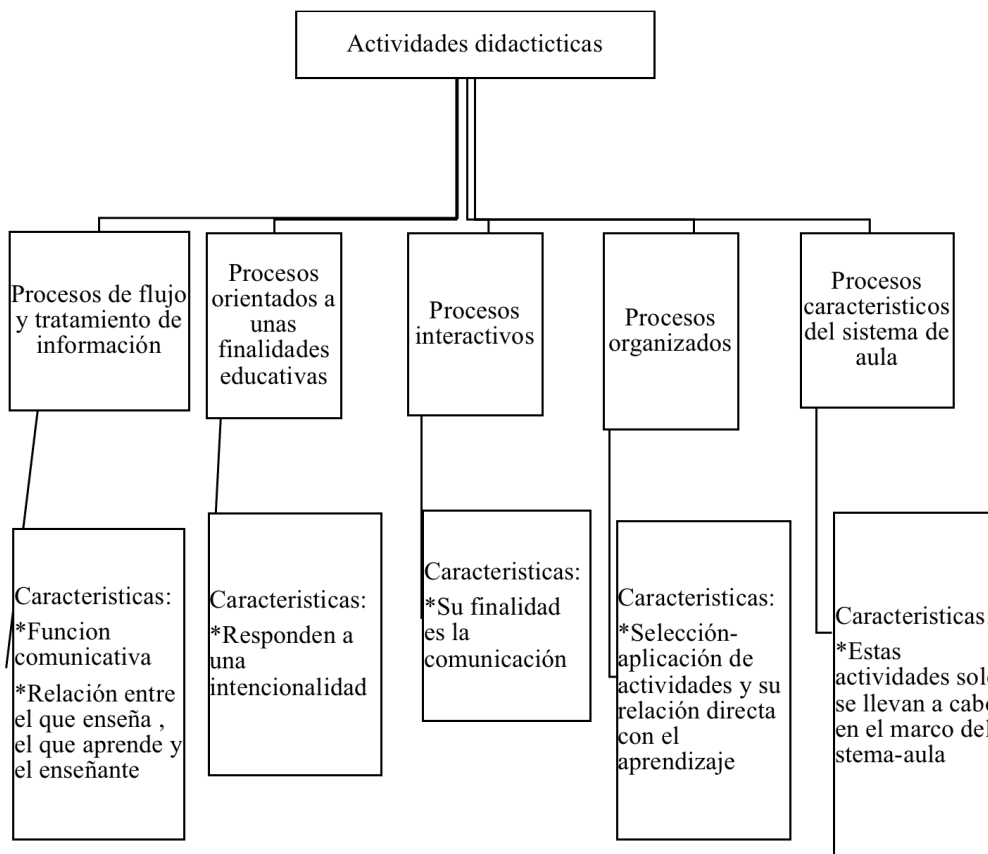 Actividades didacticticas
Procesos de flujo
y tratamiento de
información
Procesos
orientados a
unas
finalidades
educativas
Procesos
interactivos
Procesos
organizados
Procesos
característicos
del sistema de
aula
Caracteristicas:
*Funcion
comunicativa
*Relación entre
el que enseña ,
el que aprende y
el enseñante
Caracteristicas:
*Responden a
una
intencionalidad
Caracteristicas:
*Su finalidad
es la
comunicación
Caracteristicas:
*Selección-
aplicación de
actividades y su
relación directa
con el
aprendizaje
Caracteristicas:
*Estas
actividades solo
se llevan a cabo
en el marco del
stema-aula